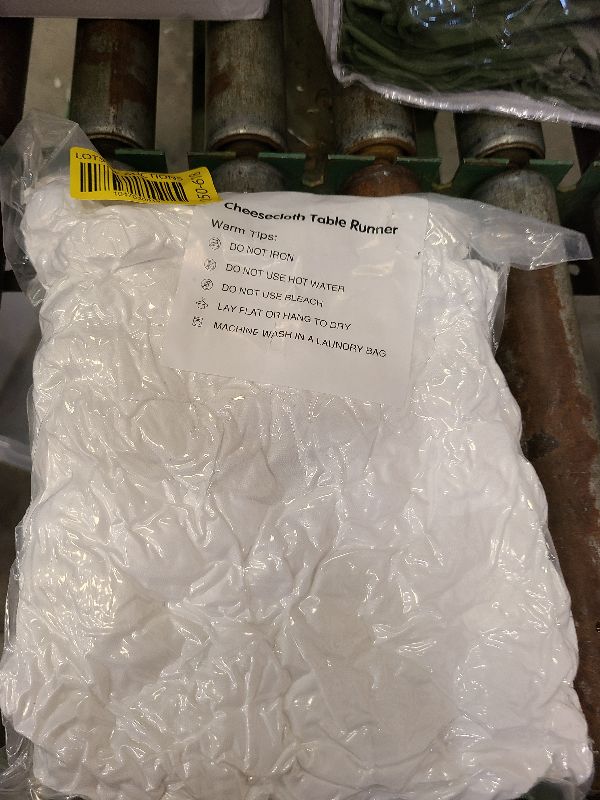 Cheesecloth Table Runner
Warm Tips:
DO NOT IRON
DO NOT USE HOT WATER
DO NOT USE BLEACH
LAY FLAT OR HANG TO DRY
MACHINE WASH IN A LAUNDRY BAG